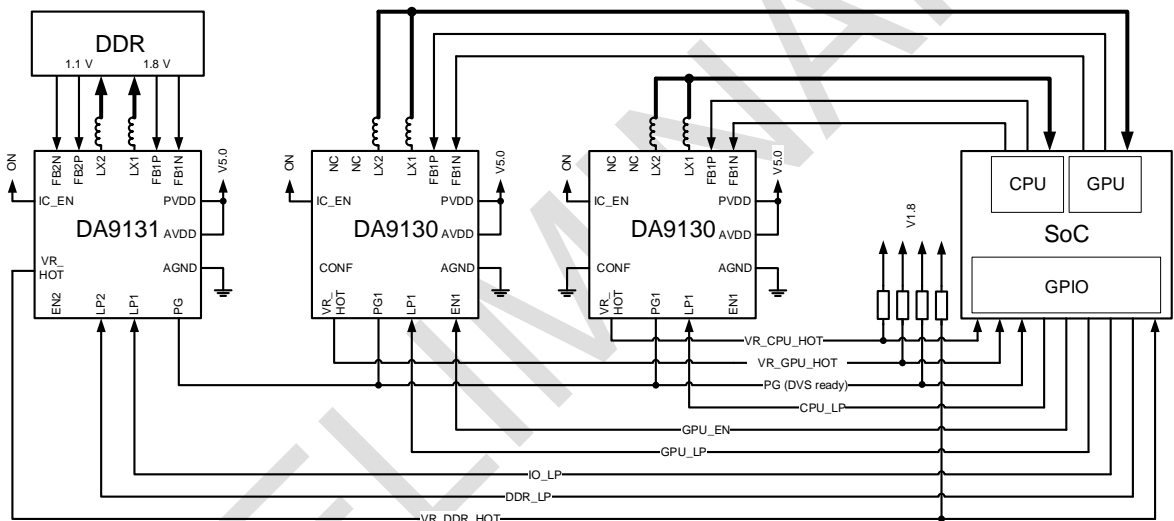 DDR
1.1 V 1.8 V
ON FB2N FB2P LX2 LX1 FB1P FB1N V5.0
IC_EN PVDD
DA9131 AVDD
VR_
HOT AGND
EN2 LP2 LP1 PG
ON NC NC LX2 LX1 FB1P FB1N V5.0
IC_EN PVDD
DA9130 AVDD
CONF AGND
VR_
HOT PG1 LP1 EN1
ON NC NC LX2 LX1 FB1P FB1N V5.0
IC_EN PVDD
DA9130 AVDD
CONF AGND
VR_
HOT PG1 LP1 EN1
V1.8
CPU GPU
SoC
GPIO
VR_CPU_HOT
VR_GPU_HOT
PG (DVS ready)
CPU_LP
GPU_EN
GPU_LP
IO_LP
DDR_LP
VR_DDR_HOT